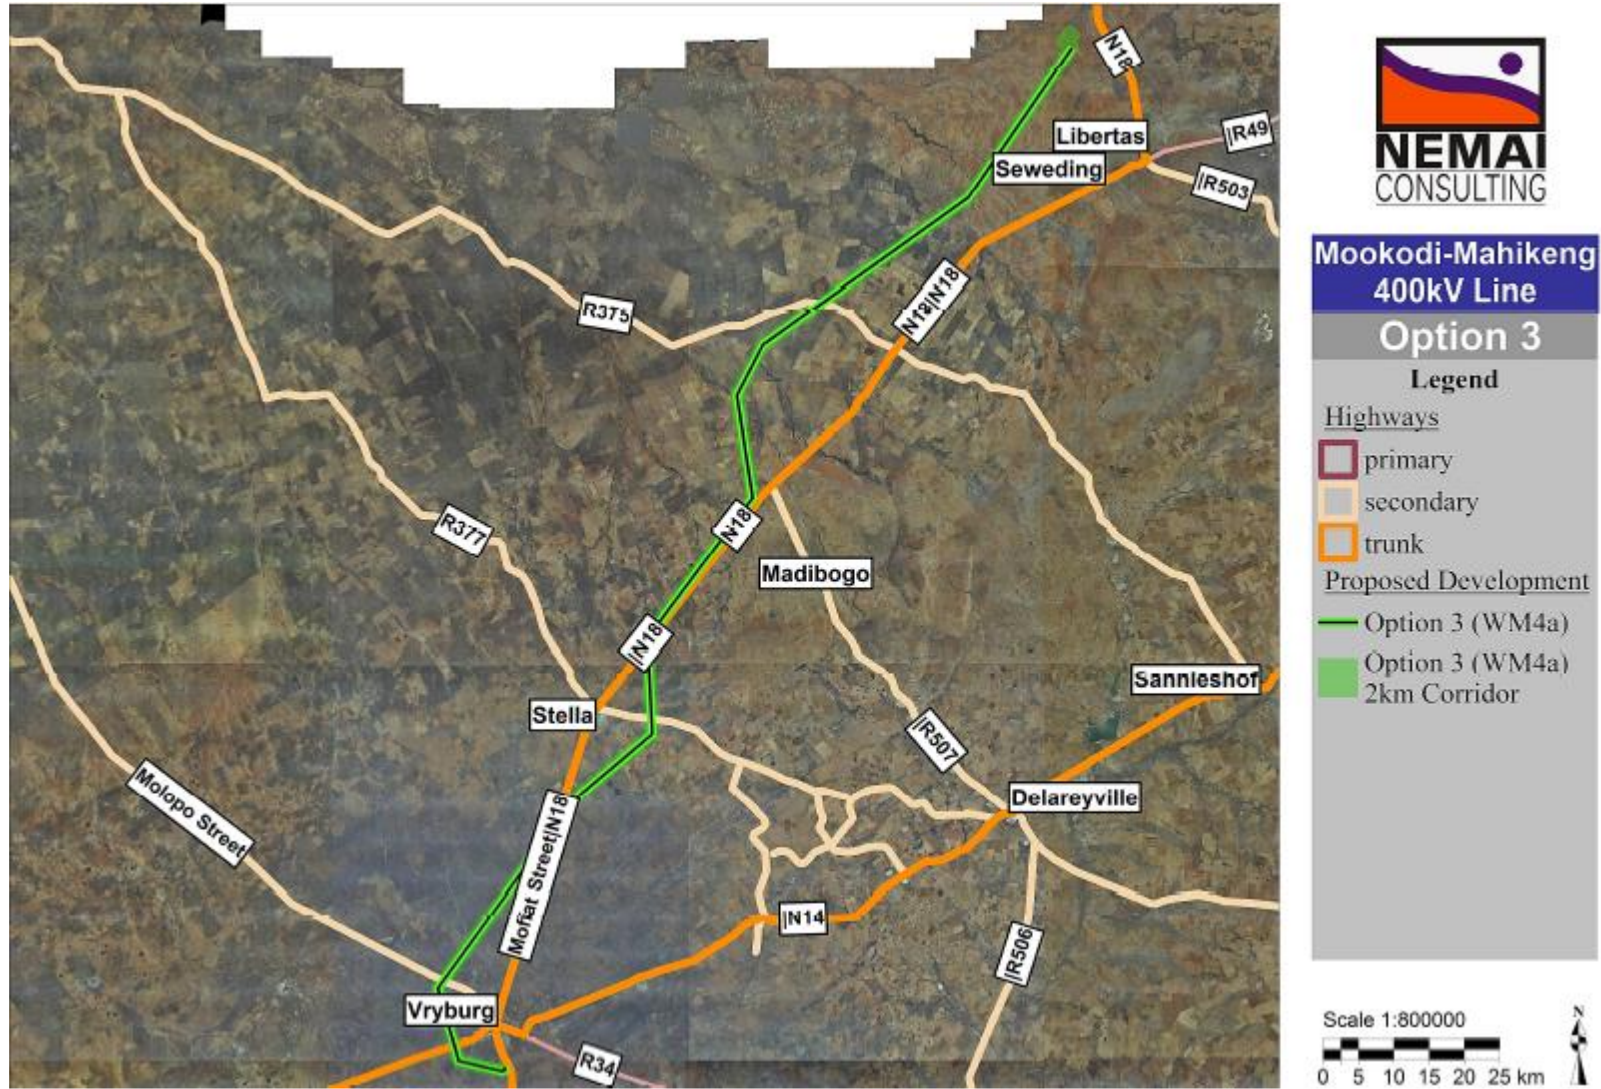 N18
Libertas
|R49
Seweding
|R503
N18|N18
R375
N18
R377
Madibogo
|N18
Sannieshof
Stella
|R507
Molopo Street
Moffat Street|N18
Delareyville
|N14
|R506
Vryburg
R34
NEMAI
CONSULTING
Mookodi-Mahikeng
400kV Line
Option 3
Legend
Highways
primary
secondary
trunk
Proposed Development
Option 3 (WM4a)
Option 3 (WM4a)
2km Corridor
Scale 1:800000
0 5 10 15 20 25 km
N